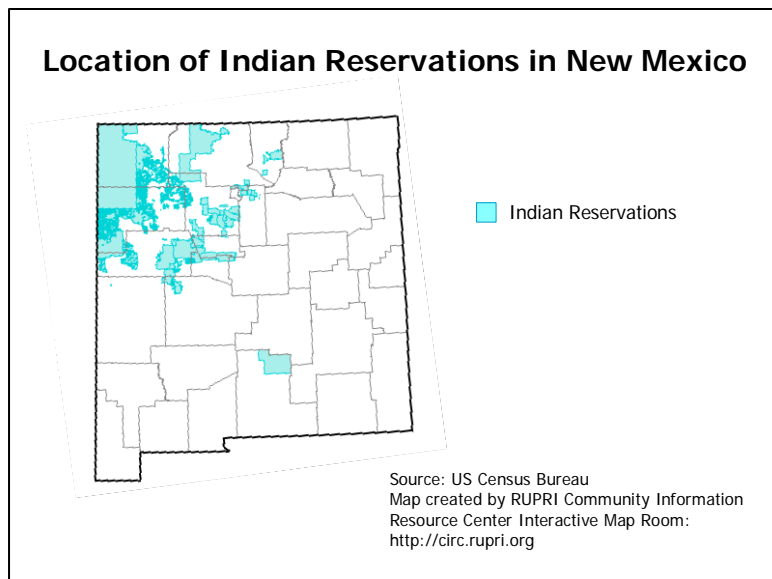 Location of Indian Reservations in New Mexico
Indian Reservations
Source: US Census Bureau
Map created by RUPRI Community Information
Resource Center Interactive Map Room:
http://circ.rupri.org